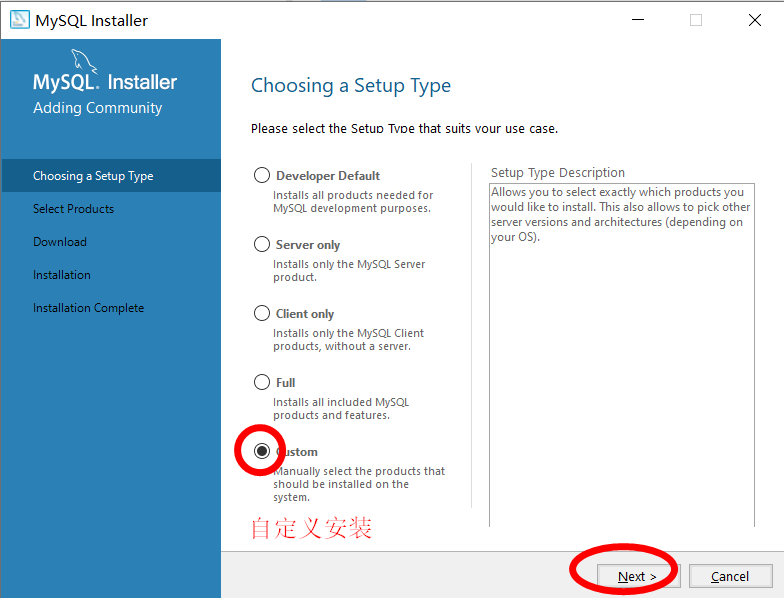 MySQL Installer
MySQL. Installer
Adding Community
Choosing a Setup Type
Select Products
Download
Installation
Installation Complete
Choosing a Setup Type
Please select the Setup Type that suits your use case.
Developer Default
Installs all products needed for
MySQL development purposes.
Server only
Installs only the MySQL Server
product.
Client only
Installs only the MySQL Client
products, without a server.
Full
Installs all included MySQL
products and features.
Custom
Manually select the products that
should be installed on the
system.
自定义安装
Setup Type Description
Allows you to select exactly which products you
would like to install. This also allows to pick other
server versions and architectures (depending on
your OS).
Next >
Cancel